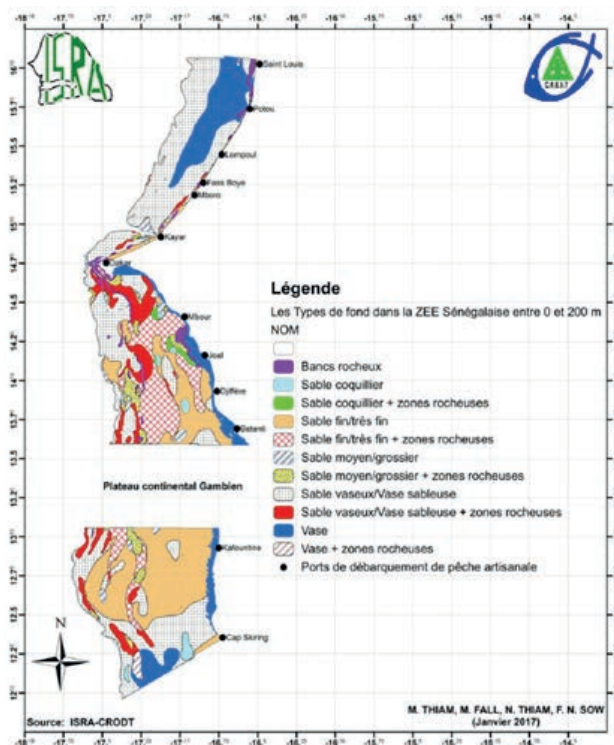 ISRA
CRODT
Saint Louis
Potou
Lompoul
Fass Boye
Mboro
Kayar
Dakar
Mbour
Joal
Djiffère
Betenti
Plateau continental Gambien
Kafountine
Cap Skiring
Légende
Les Types de fond dans la ZEE Sénégalaise entre 0 et 200 m
NOM
Bancs rocheux
Sable coquillier
Sable coquillier + zones rocheuses
Sable fin/très fin
Sable fin/très fin + zones rocheuses
Sable moyen/grossier
Sable moyen/grossier + zones rocheuses
Sable vaseux/Vase sableuse
Sable vaseux/Vase sableuse + zones rocheuses
Vase
Vase + zones rocheuses
Ports de débarquement de pêche artisanale
N
Source: ISRA-CRODT
M. THIAM, M. FALL, N. THIAM, F. N. SOW
(Janvier 2017)